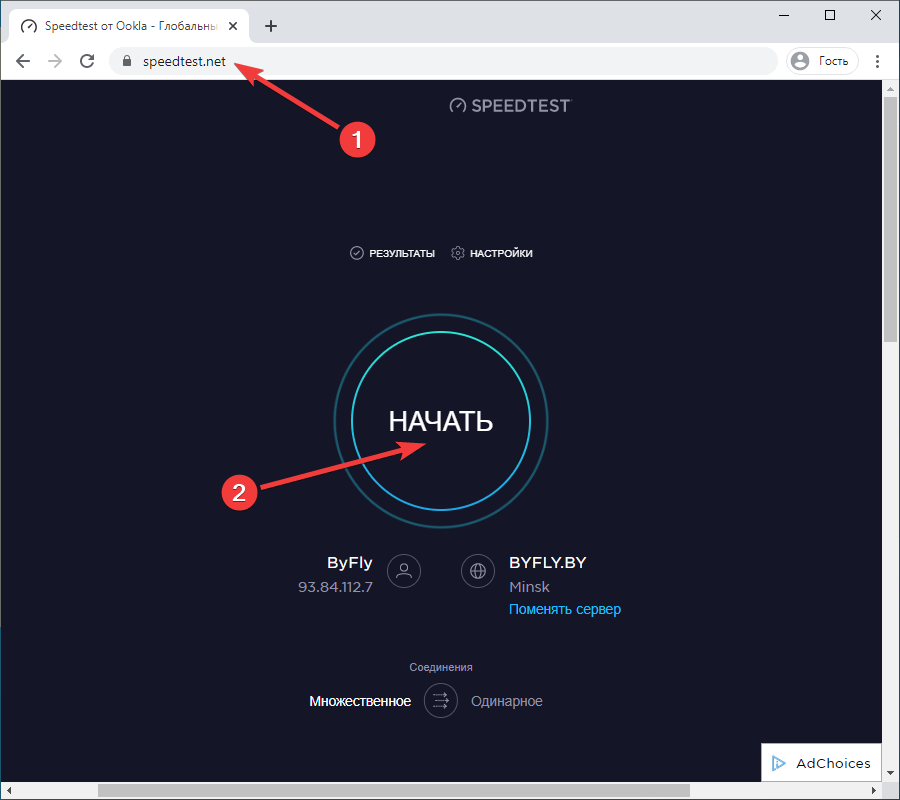 Speedtest от Ookla - Глобальны
speedtest.net
Гость
1
SPEEDTEST
РЕЗУЛЬТАТЫ НАСТРОЙКИ
НАЧАТЬ
2
ByFly BYFLY.BY
93.84.112.7 Minsk
Поменять сервер
Соединения
Множественное Одинарное
AdChoices